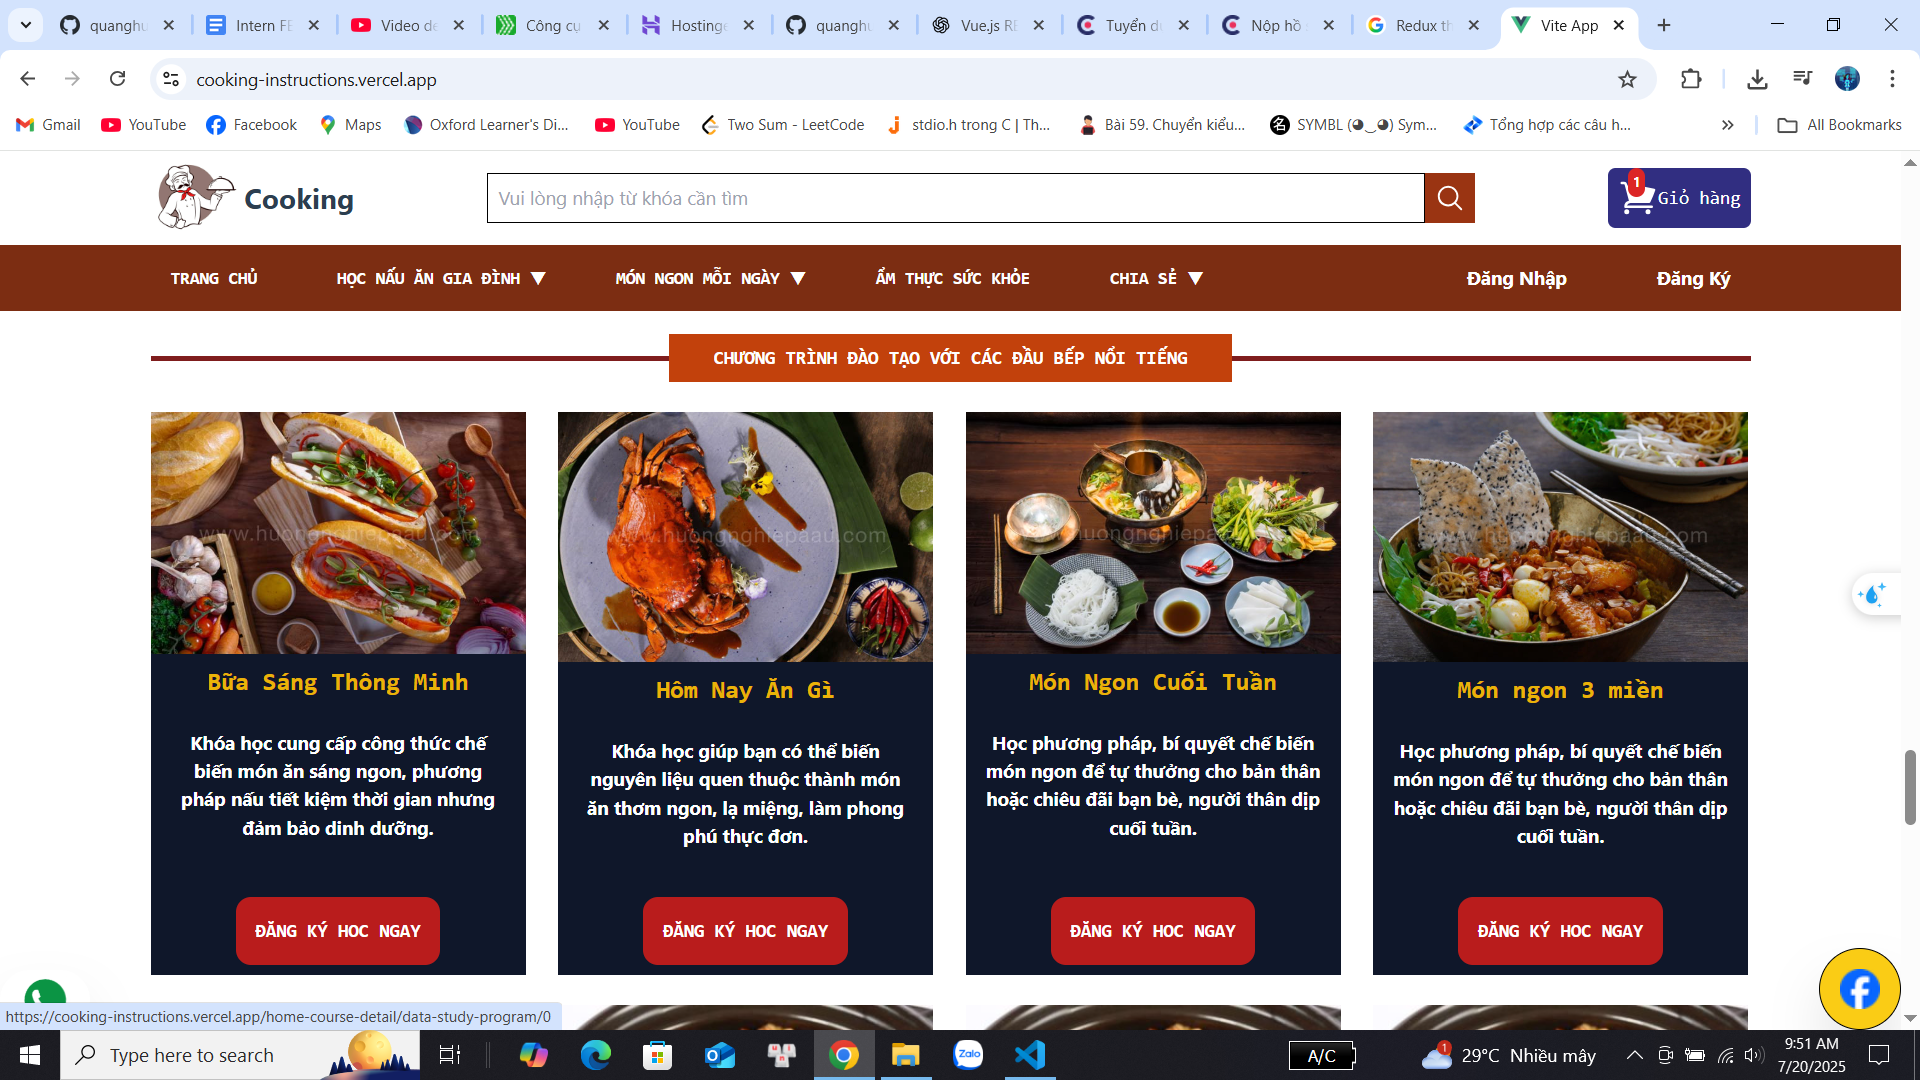 quanghu
Intern FE
Video de
Công cụ
Hostinge
quanghu
Vue.js RE
Tuyển dụ
Nộp hồ s
Redux th
Vite App
cooking-instructions.vercel.app
Gmail
YouTube
Facebook
Maps
Oxford Learner's Di...
YouTube
Two Sum - LeetCode
stdio.h trong C | Th...
Bài 59. Chuyển kiểu...
SYMBL (◕‿◕) Sym...
Tổng hợp các câu h...
All Bookmarks
Cooking
Vui lòng nhập từ khóa cần tìm
1
Giỏ hàng
TRANG CHỦ
HỌC NẤU ĂN GIA ĐÌNH ▼
MÓN NGON MỖI NGÀY ▼
ẨM THỰC SỨC KHỎE
CHIA SẺ ▼
Đăng Nhập
Đăng Ký
CHƯƠNG TRÌNH ĐÀO TẠO VỚI CÁC ĐẦU BẾP NỔI TIẾNG
www.huongnghiepaau.com
www.huongnghiepaau.com
www.huongnghiepaau.com
www.huongnghiepaau.com
Bữa Sáng Thông Minh
Khóa học cung cấp công thức chế
biến món ăn sáng ngon, phương
pháp nấu tiết kiệm thời gian nhưng
đảm bảo dinh dưỡng.
ĐĂNG KÝ HOC NGAY
Hôm Nay Ăn Gì
Khóa học giúp bạn có thể biến
nguyên liệu quen thuộc thành món
ăn thơm ngon, lạ miệng, làm phong
phú thực đơn.
ĐĂNG KÝ HOC NGAY
Món Ngon Cuối Tuần
Học phương pháp, bí quyết chế biến
món ngon để tự thưởng cho bản thân
hoặc chiêu đãi bạn bè, người thân dịp
cuối tuần.
ĐĂNG KÝ HOC NGAY
Món ngon 3 miền
Học phương pháp, bí quyết chế biến
món ngon để tự thưởng cho bản thân
hoặc chiêu đãi bạn bè, người thân dịp
cuối tuần.
ĐĂNG KÝ HOC NGAY
https://cooking-instructions.vercel.app/home-course-detail/data-study-program/0
Type here to search
Zalo
A/C
1
29°C Nhiều mây
9:51 AM
7/20/2025